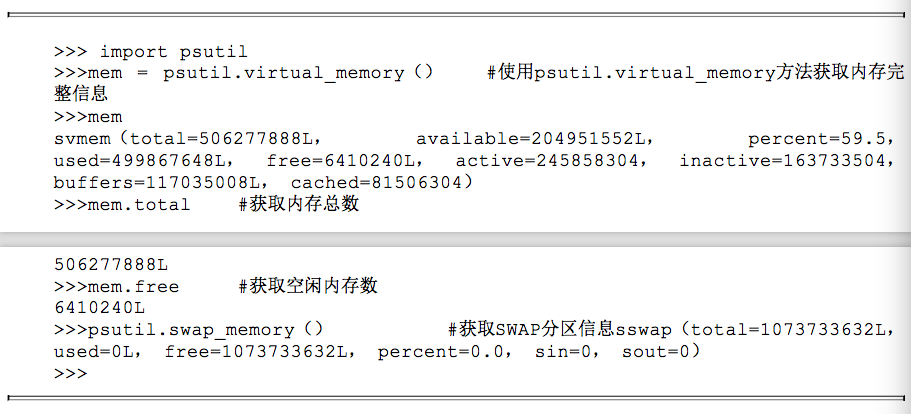 >>> import psutil
>>>mem = psutil.virtual_memory（） #使用psutil.virtual_memory方法获取内存完
整信息
>>>mem
svmem（total=506277888L， available=204951552L， percent=59.5，
used=499867648L， free=6410240L， active=245858304， inactive=163733504，
buffers=117035008L， cached=81506304）
>>>mem.total #获取内存总数
506277888L
>>>mem.free #获取空闲内存数
6410240L
>>>psutil.swap_memory（） #获取SWAP分区信息sswap（total=1073733632L，
used=0L， free=1073733632L， percent=0.0， sin=0， sout=0）
>>>